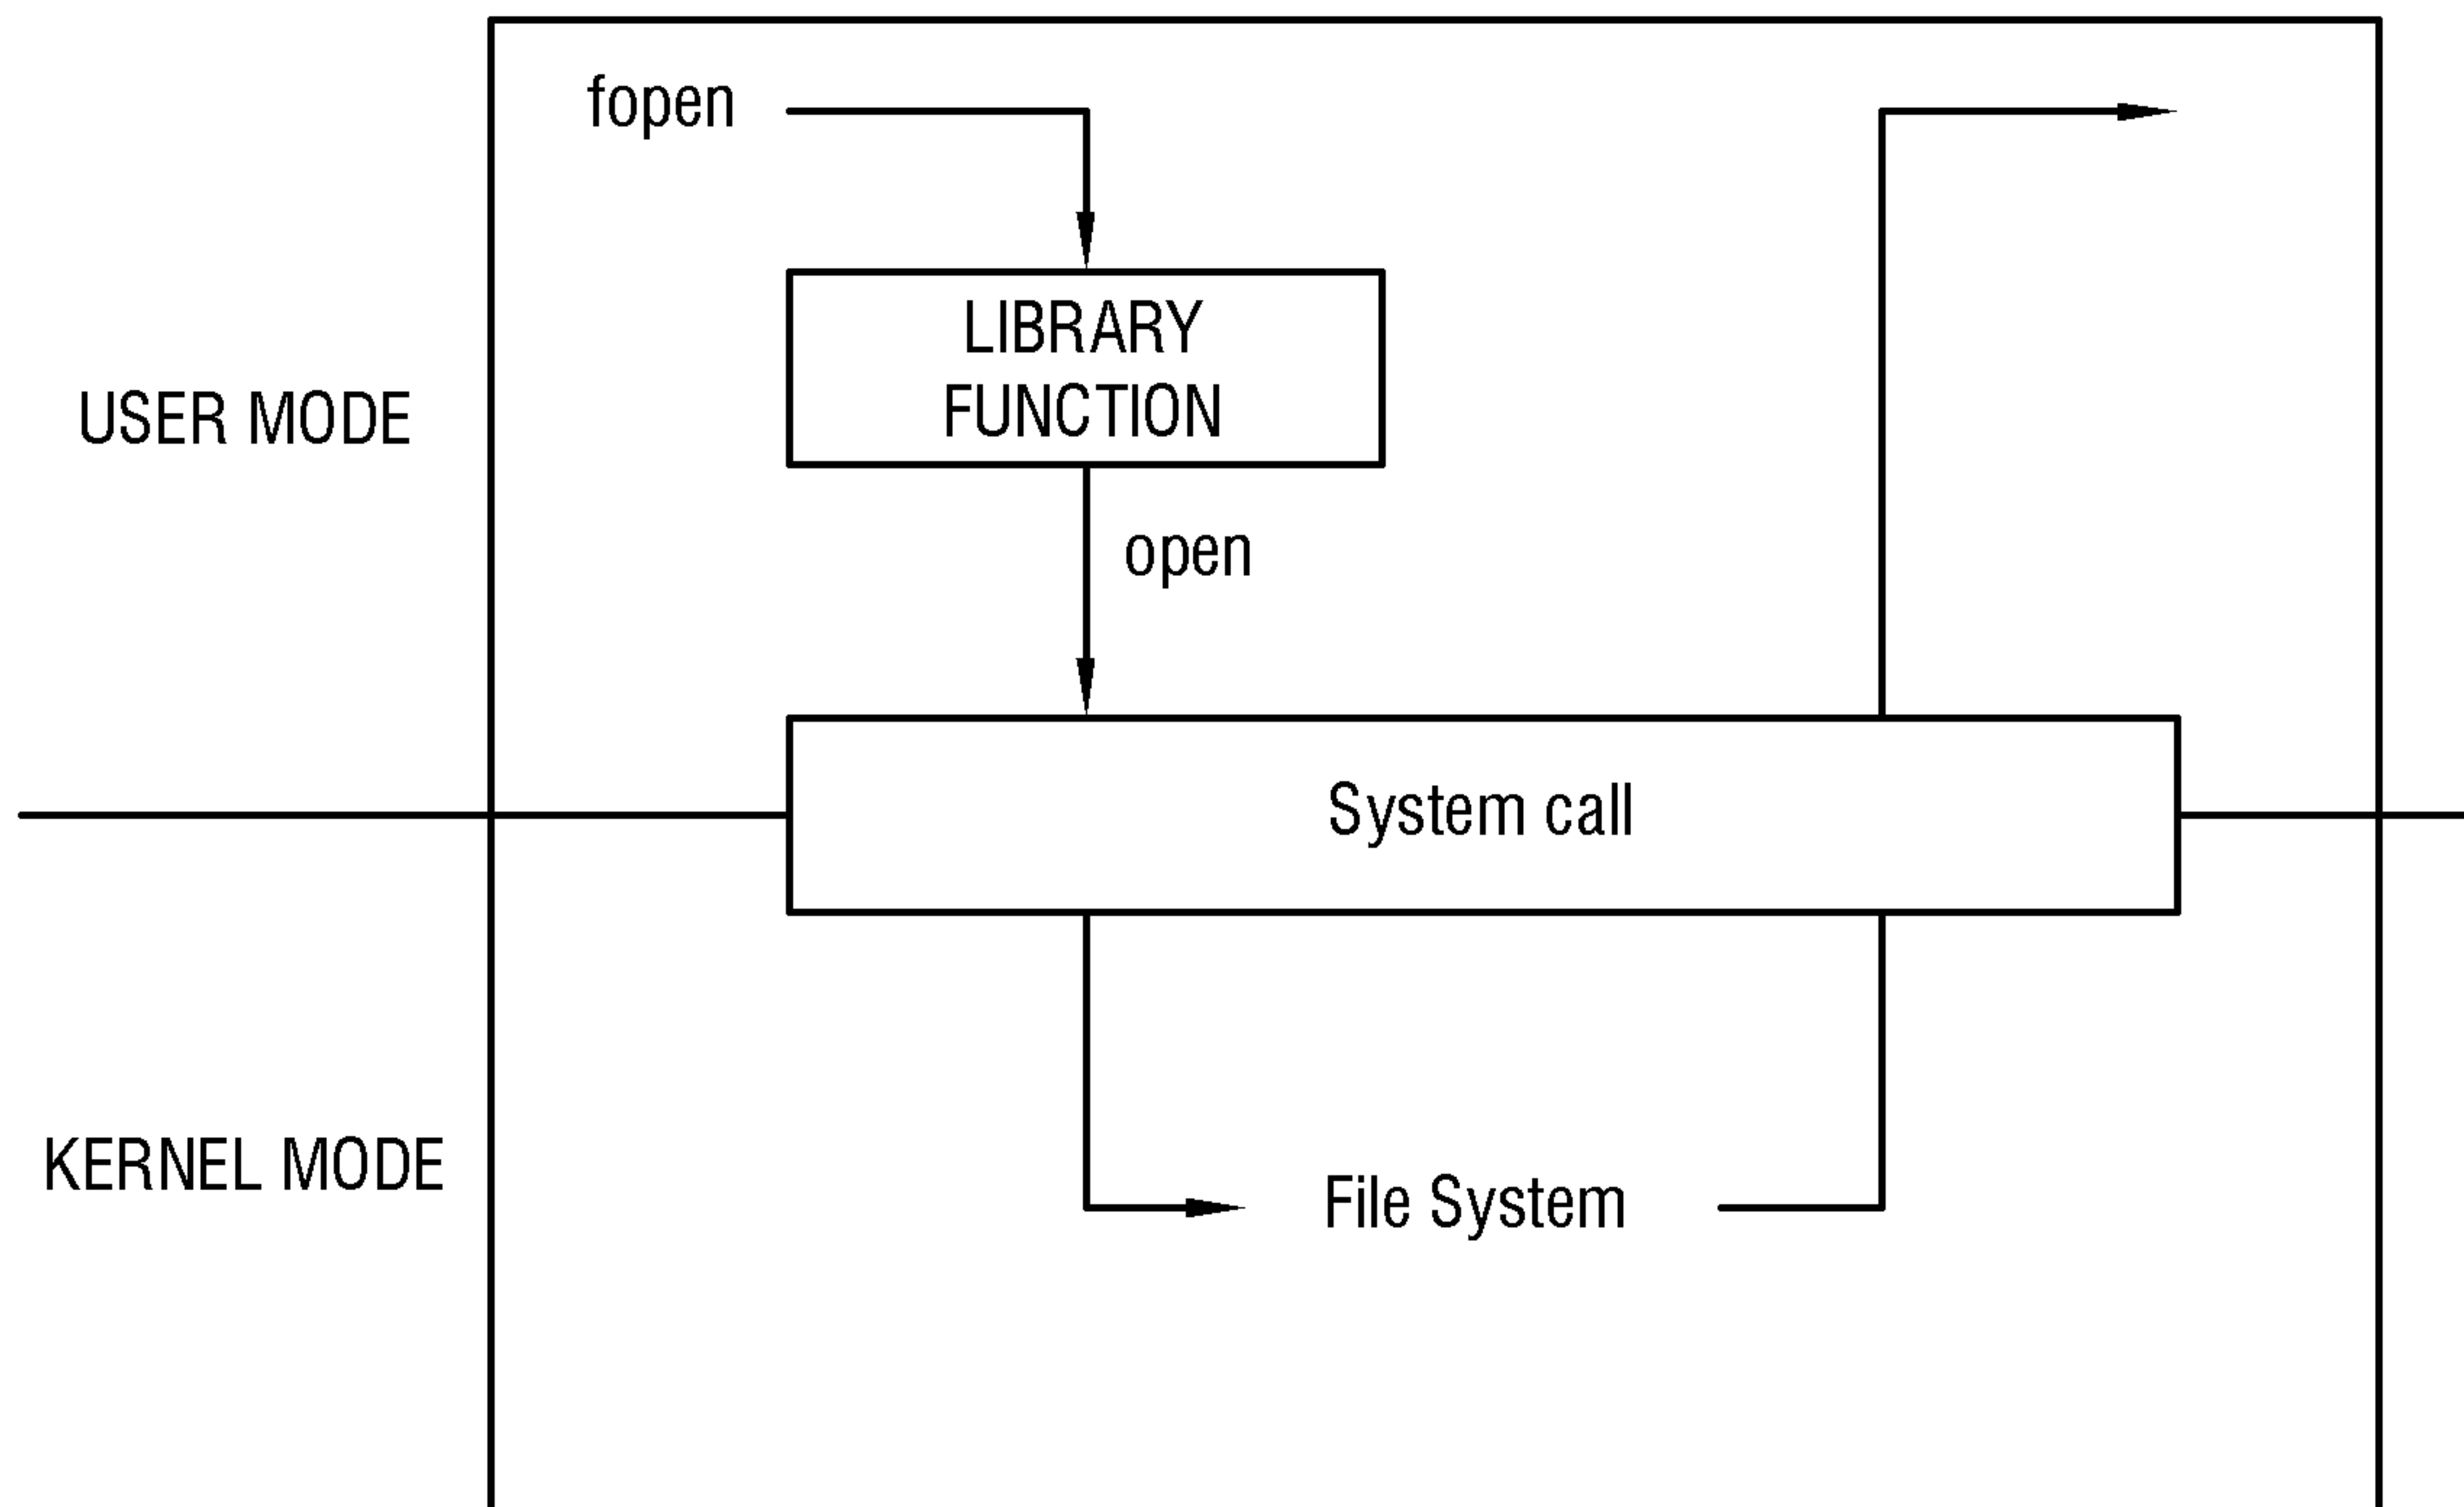 fopen
LIBRARY
FUNCTION
USER MODE
open
System call
KERNEL MODE
File System